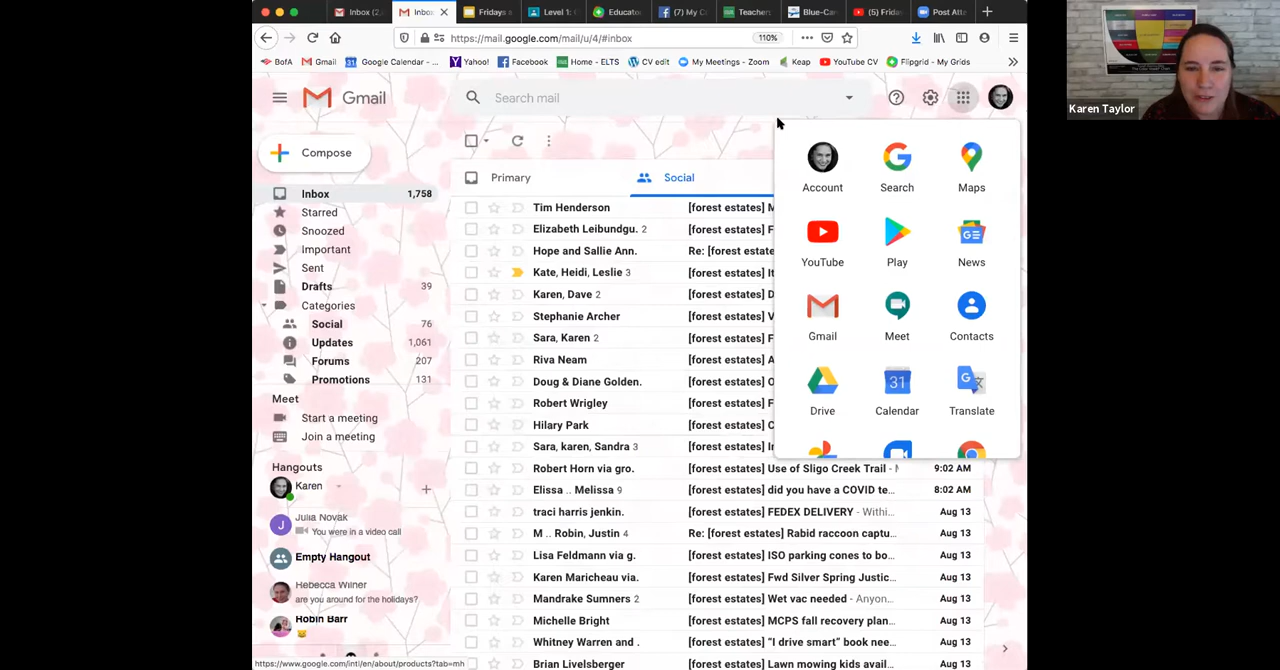 Inbox (2,
Inbo:
Fridays s
Level 1: G
Educato
(7) My C
Teachers
Blue-Car
(5) Friday
Post Atte
https://mail.google.com/mail/u/4/#inbox
110%
BofA
Gmail
Google Calendar - ...
Yahoo!
Facebook
Home - ELTS
CV edit
My Meetings - Zoom
Keap
YouTube CV
Flipgrid - My Grids
Karen Taylor
Gmail
Search mail
Compose
Inbox 1,758
Starred
Snoozed
Important
Sent
Drafts 39
Categories
Social 76
Updates 1,061
Forums 207
Promotions 131
Meet
Start a meeting
Join a meeting
Hangouts
Karen
Julia Novak
You were in a video call
Empty Hangout
Rebecca Wilner
are you around for the holidays?
Robin Barr
Primary
Social
Tim Henderson [forest estates] M
Elizabeth Leibundgu. 2 [forest estates] F
Hope and Sallie Ann. Re: [forest estate
Kate, Heidi, Leslie 3 [forest estates] It
Karen, Dave 2 [forest estates] D
Stephanie Archer [forest estates] V
Sara, Karen 2 [forest estates] F
Riva Neam [forest estates] A
Doug & Diane Golden. [forest estates] O
Robert Wrigley [forest estates] F
Hilary Park [forest estates] C
Sara, karen, Sandra 3 [forest estates] In
Robert Horn via gro. [forest estates] Use of Sligo Creek Trail - 9:02 AM
Elissa .. Melissa 9 [forest estates] did you have a COVID te... 8:02 AM
traci harris jenkin. [forest estates] FEDEX DELIVERY - Withi... Aug 13
M .. Robin, Justin 4 Re: [forest estates] Rabid raccoon captu... Aug 13
Lisa Feldmann via g. [forest estates] ISO parking cones to bo... Aug 13
Karen Maricheau via. [forest estates] Fwd Silver Spring Justic... Aug 13
Mandrake Sumners 2 [forest estates] Wet vac needed - Anyon,... Aug 13
Michelle Bright [forest estates] MCPS fall recovery plan... Aug 13
Whitney Warren and . [forest estates] "I drive smart" book nee... Aug 13
Brian Livelsberger [forest estates] Lawn mowing kids avail... Aug 13
Account
Search
Maps
YouTube
Play
News
Gmail
Meet
Contacts
Drive
31
Calendar
Translate
https://www.google.com/intl/en/about/products?tab=mh